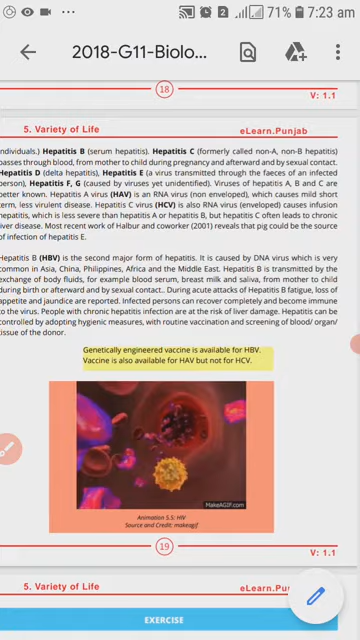 71% 7:23 am
2018-G11-Biolo...
18
V: 1.1
5. Variety of Life
eLearn.Punjab
individuals.) Hepatitis B (serum hepatitis). Hepatitis C (formerly called non-A, non-B hepatitis)
passes through blood, from mother to child during pregnancy and afterward and by sexual contact.
Hepatitis D (delta hepatitis), Hepatitis E (a virus transmitted through the faeces of an infected
person), Hepatitis F, G (caused by viruses yet unidentified). Viruses of hepatitis A, B and C are
better known. Hepatitis A virus (HAV) is an RNA virus (non enveloped), which causes mild short
term, less virulent disease. Hepatitis C virus (HCV) is also RNA virus (enveloped) causes infusion
hepatitis, which is less severe than hepatitis A or hepatitis B, but hepatitis C often leads to chronic
liver disease. Most recent work of Halbur and coworker (2001) reveals that pig could be the source
of infection of hepatitis E.
Hepatitis B (HBV) is the second major form of hepatitis. It is caused by DNA virus which is very
common in Asia, China, Philippines, Africa and the Middle East. Hepatitis B is transmitted by the
exchange of body fluids, for example blood serum, breast milk and saliva, from mother to child
during birth or afterward and by sexual contact. During acute attacks of Hepatitis B fatigue, loss of
appetite and jaundice are reported. Infected persons can recover completely and become immune
to the virus. People with chronic hepatitis infection are at the risk of liver damage. Hepatitis can be
controlled by adopting hygienic measures, with routine vaccination and screening of blood/ organ/
tissue of the donor.
Genetically engineered vaccine is available for HBV.
Vaccine is also available for HAV but not for HCV.
MakeAGIF.com
Animation 5.5: HIV
Source and Credit: makeagif
19
V: 1.1
5. Variety of Life
eLearn.Pun
EXERCISE